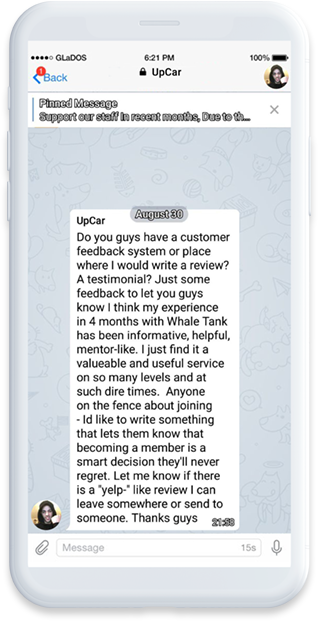 GLaDOS 6:21 PM 100%
1
Back UpCar
Pinned Message
Support our staff In recent months, Due to th...
August 30
UpCar
Do you guys have a customer
feedback system or place
where I would write a review?
A testimonial? Just some
feedback to let you guys
know I think my experience
in 4 months with Whale Tank
has been informative, helpful,
mentor-like. I just find it a
valueable and useful service
on so many levels and at
such dire times. Anyone
on the fence about joining
- Id like to write something
that lets them know that
becoming a member is a
smart decision they'll never
regret. Let me know if there
is a "yelp-" like review I can
leave somewhere or send to
someone. Thanks guys 21:50
Message 15s